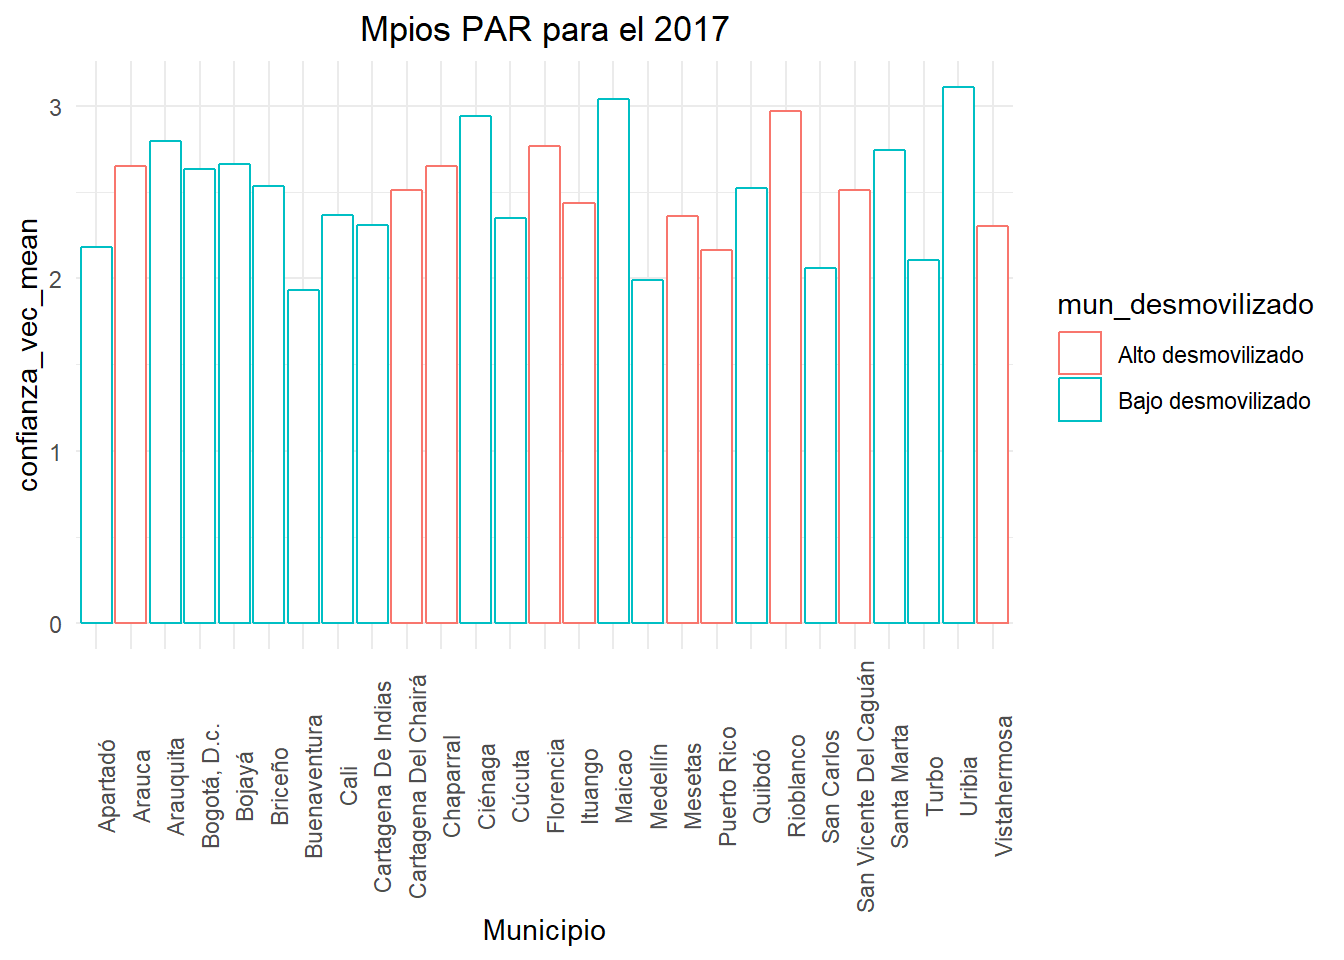 Mpios PAR para el 2017
confianza_vec_mean
3
2
1
0
Apartadó
Arauca
Arauquita
Bogotá, D.c.
Bojayá
Briceño
Buenaventura
Cali
Cartagena De Indias
Cartagena Del Chairá
Chaparral
Ciénaga
Cúcuta
Florencia
Ituango
Maicao
Medellín
Mesetas
Puerto Rico
Quibdó
Rioblanco
San Carlos
San Vicente Del Caguán
Santa Marta
Turbo
Uribia
Vistahermosa
Municipio
mun_desmovilizado
Alto desmovilizado
Bajo desmovilizado